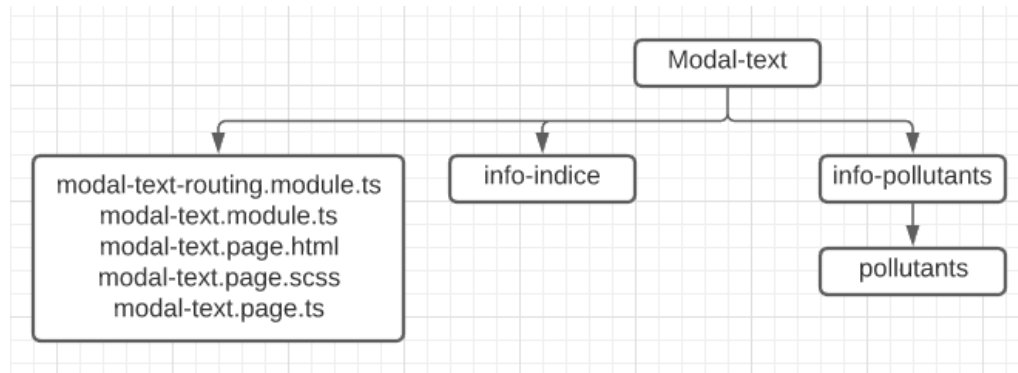 Modal-text
modal-text-routing.module.ts
modal-text.module.ts
modal-text.page.html
modal-text.page.scss
modal-text.page.ts
info-indice
info-pollutants
pollutants